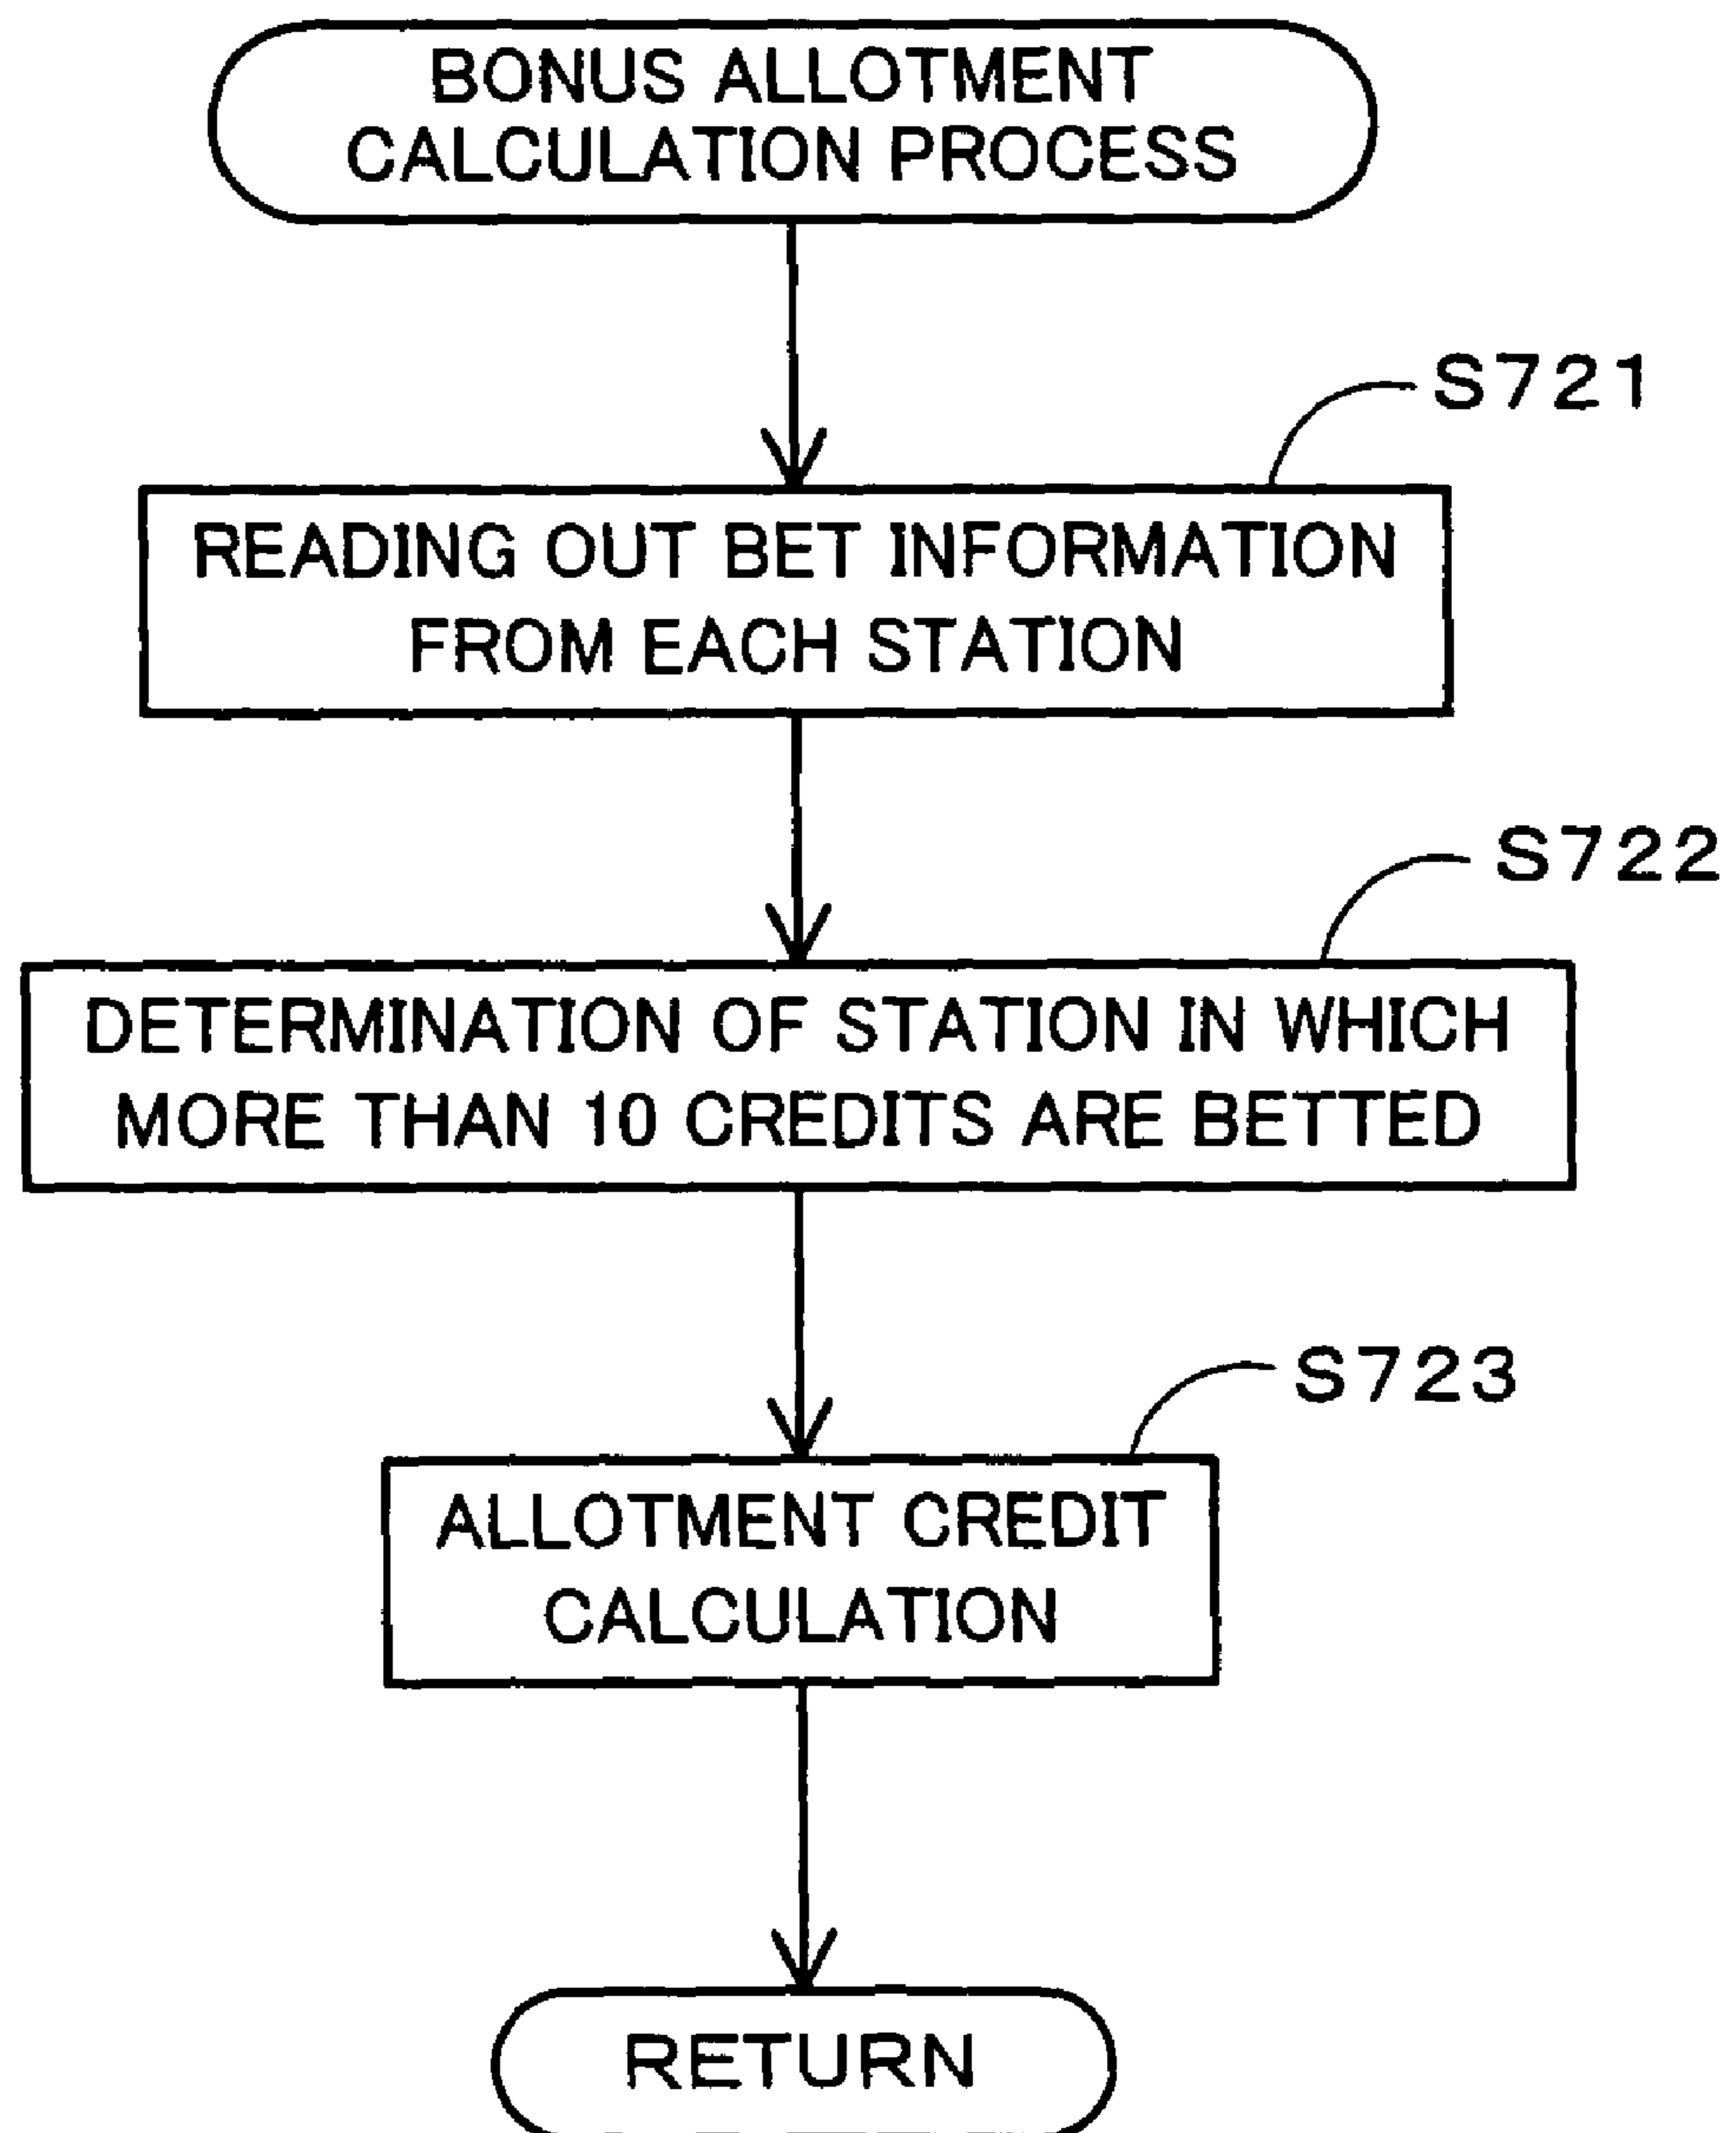 BONUS ALLOTMENT
CALCULATION PROCESS
S721
READING OUT BET INFORMATION
FROM EACH STATION
S722
DETERMINATION OF STATION IN WHICH
MORE THAN 10 CREDITS ARE BETTED
S723
ALLOTMENT CREDIT
CALCULATION
RETURN